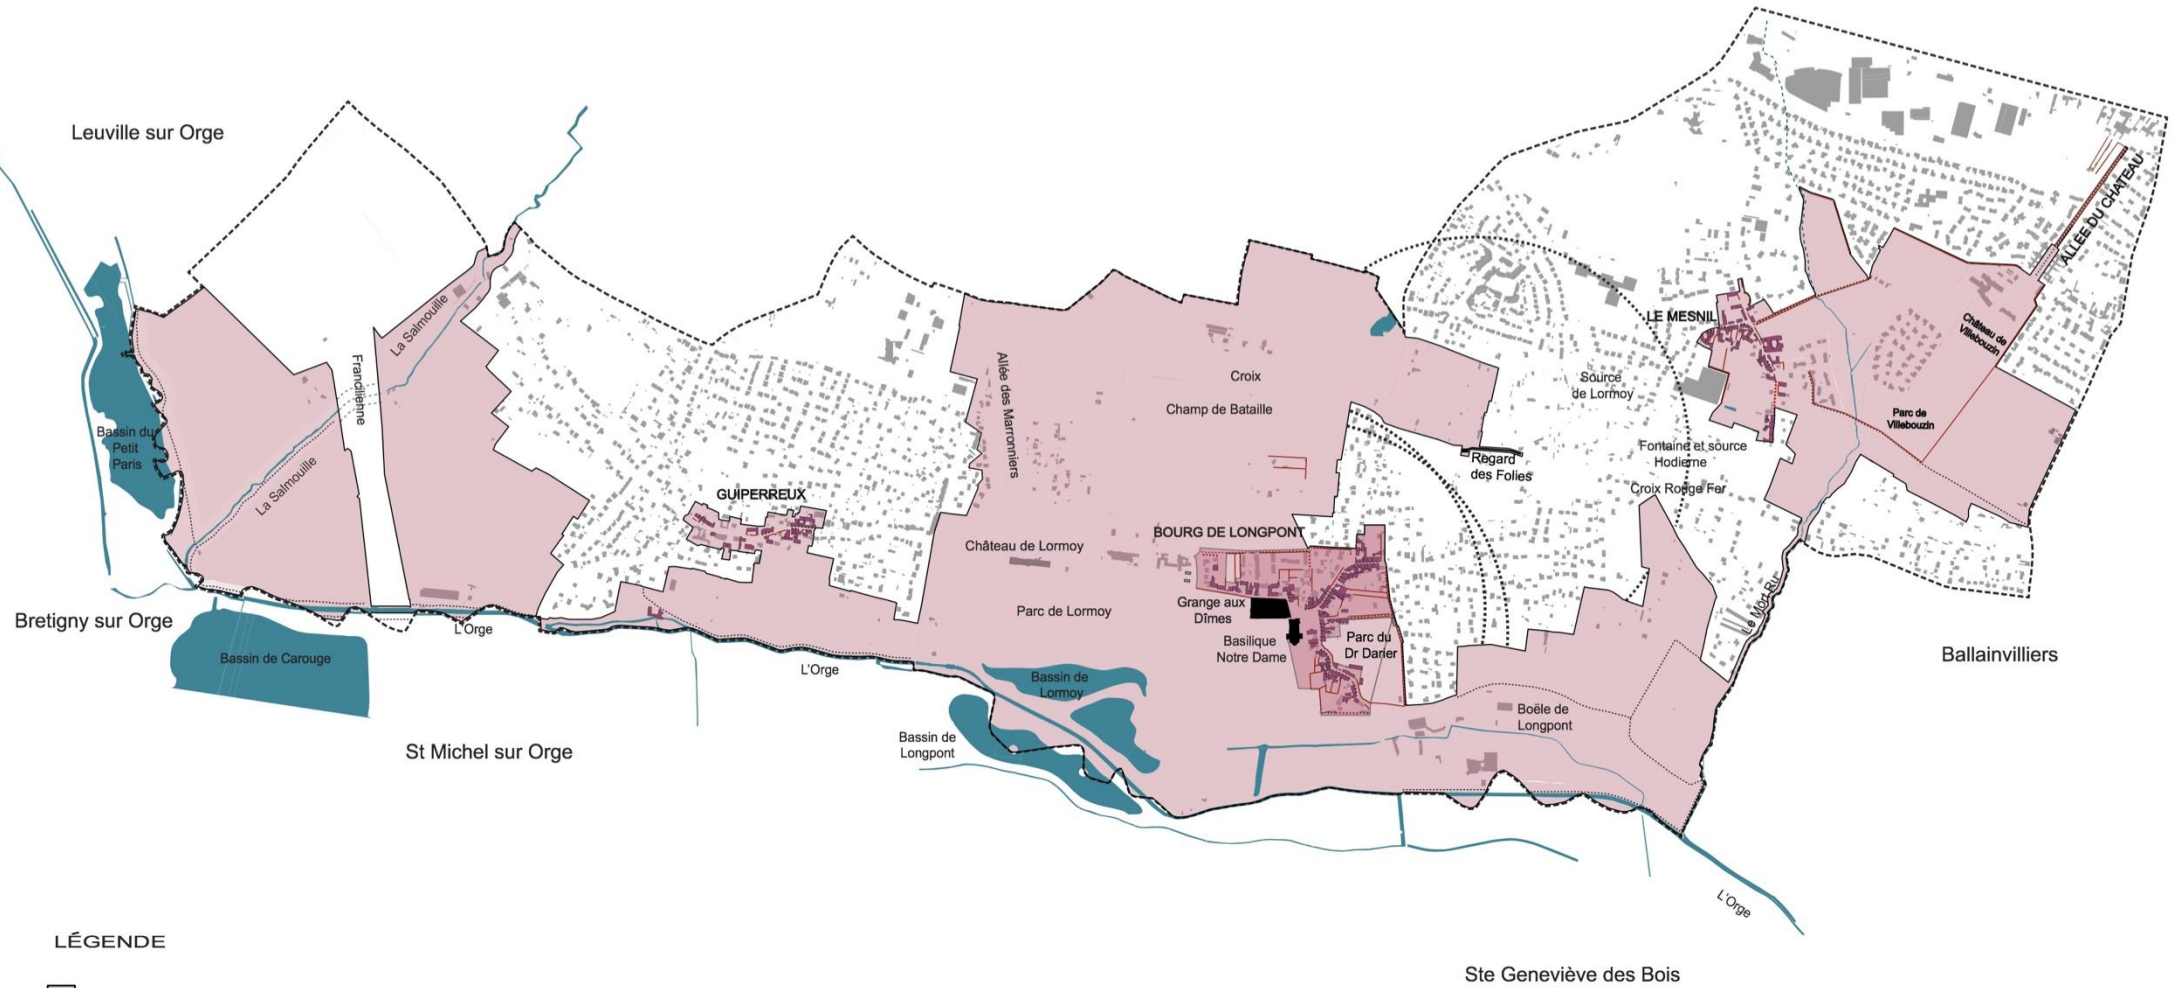 Leuville sur Orge
ALLÉE DU CHATEAU
La Salmouille
Francilienne
LE MESNIL
Château de
Villebouzin
Allée des Marronniers
Croix
Champ de Bataille
Source
de Lormoy
Parc de
Villebouzin
Bassin du
Petit
Paris
La Salmouille
Regard
des Folies
Fontaine et source
Hodierne
Croix Rouge Fer
GUIPERREUX
BOURG DE LONGPONT
Château de Lormoy
Parc de Lormoy
Grange aux
Dîmes
Basilique
Notre Dame
Parc du
Dr Darier
Le Mort Ru
Bretigny sur Orge
L'Orge
Bassin de Carouge
L'Orge
Ballainvilliers
Bassin de
Lormoy
Boële de
Longpont
Bassin de
Longpont
St Michel sur Orge
L'Orge
LÉGENDE
Ste Geneviève des Bois